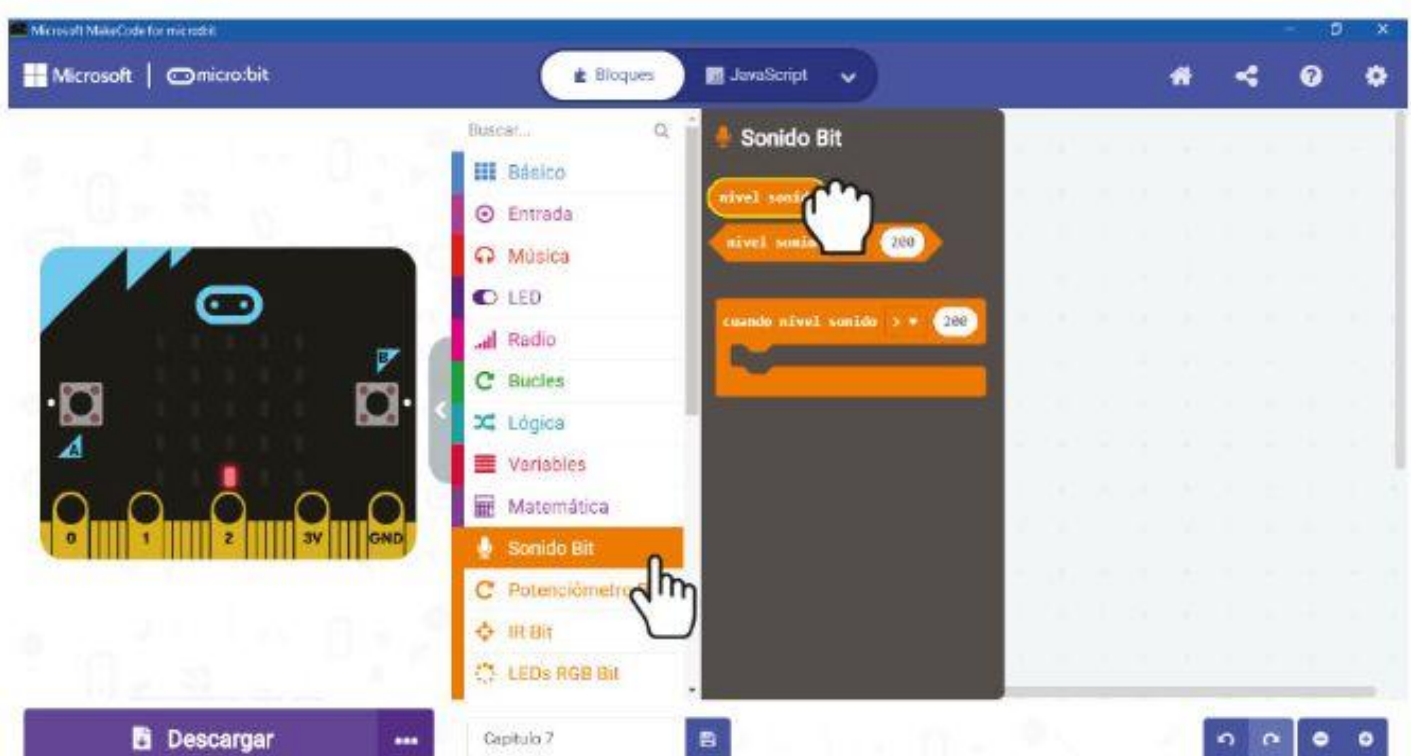 Microsoft MakeCode for micro:bit
Microsoft | micro:bit
Bloques
JavaScript
Buscar...
Básico
Entrada
Música
LED
Radio
Bucles
Lógica
Variables
Matemática
Sonido Bit
Potenciómetro
IR Bit
LEDs RGB Bit
Sonido Bit
nivel
nivel 200
cuando nivel sonido > 200
B
A
0 1 2 3V GND
Descargar
Capitulo 7